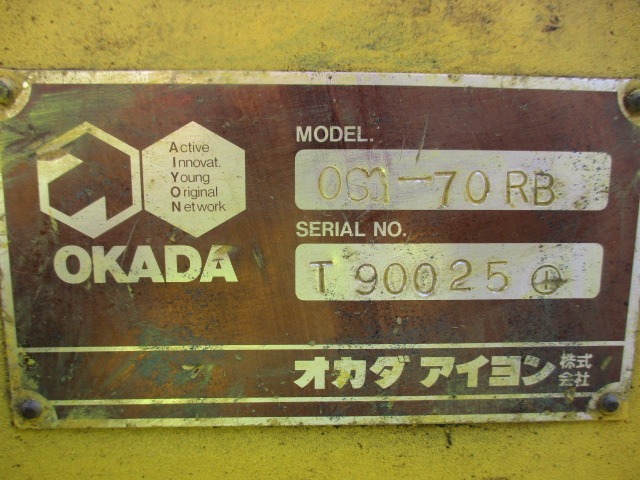 Active
Innovat.
Young
Original
Network
OKADA
MODEL.
OSM-70RB
SERIAL NO.
T 90025
オカダ アイヨン 株式会社